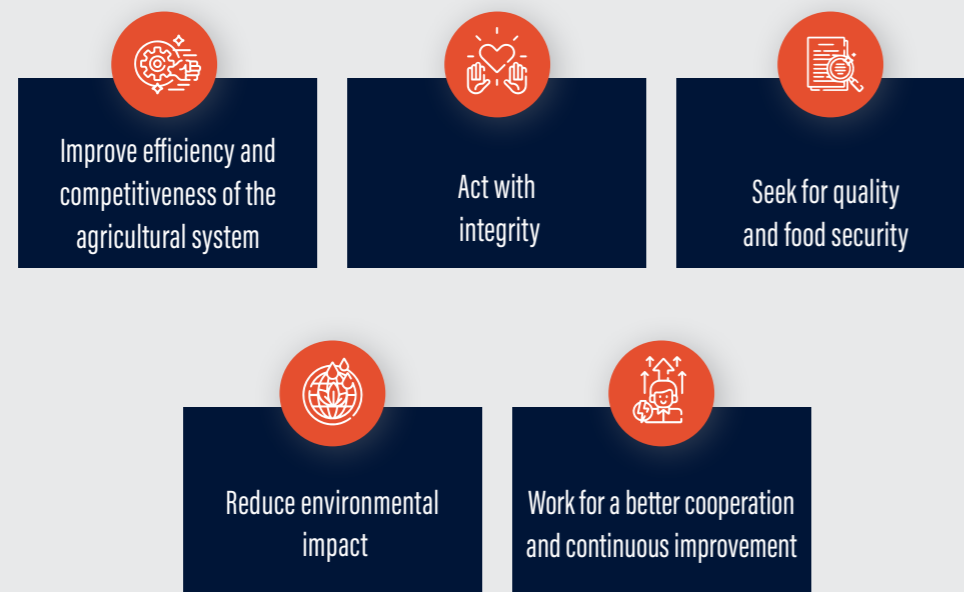 Improve efficiency and
competitiveness of the
agricultural system
Act with
integrity
Seek for quality
and food security
Reduce environmental
impact
Work for a better cooperation
and continuous improvement